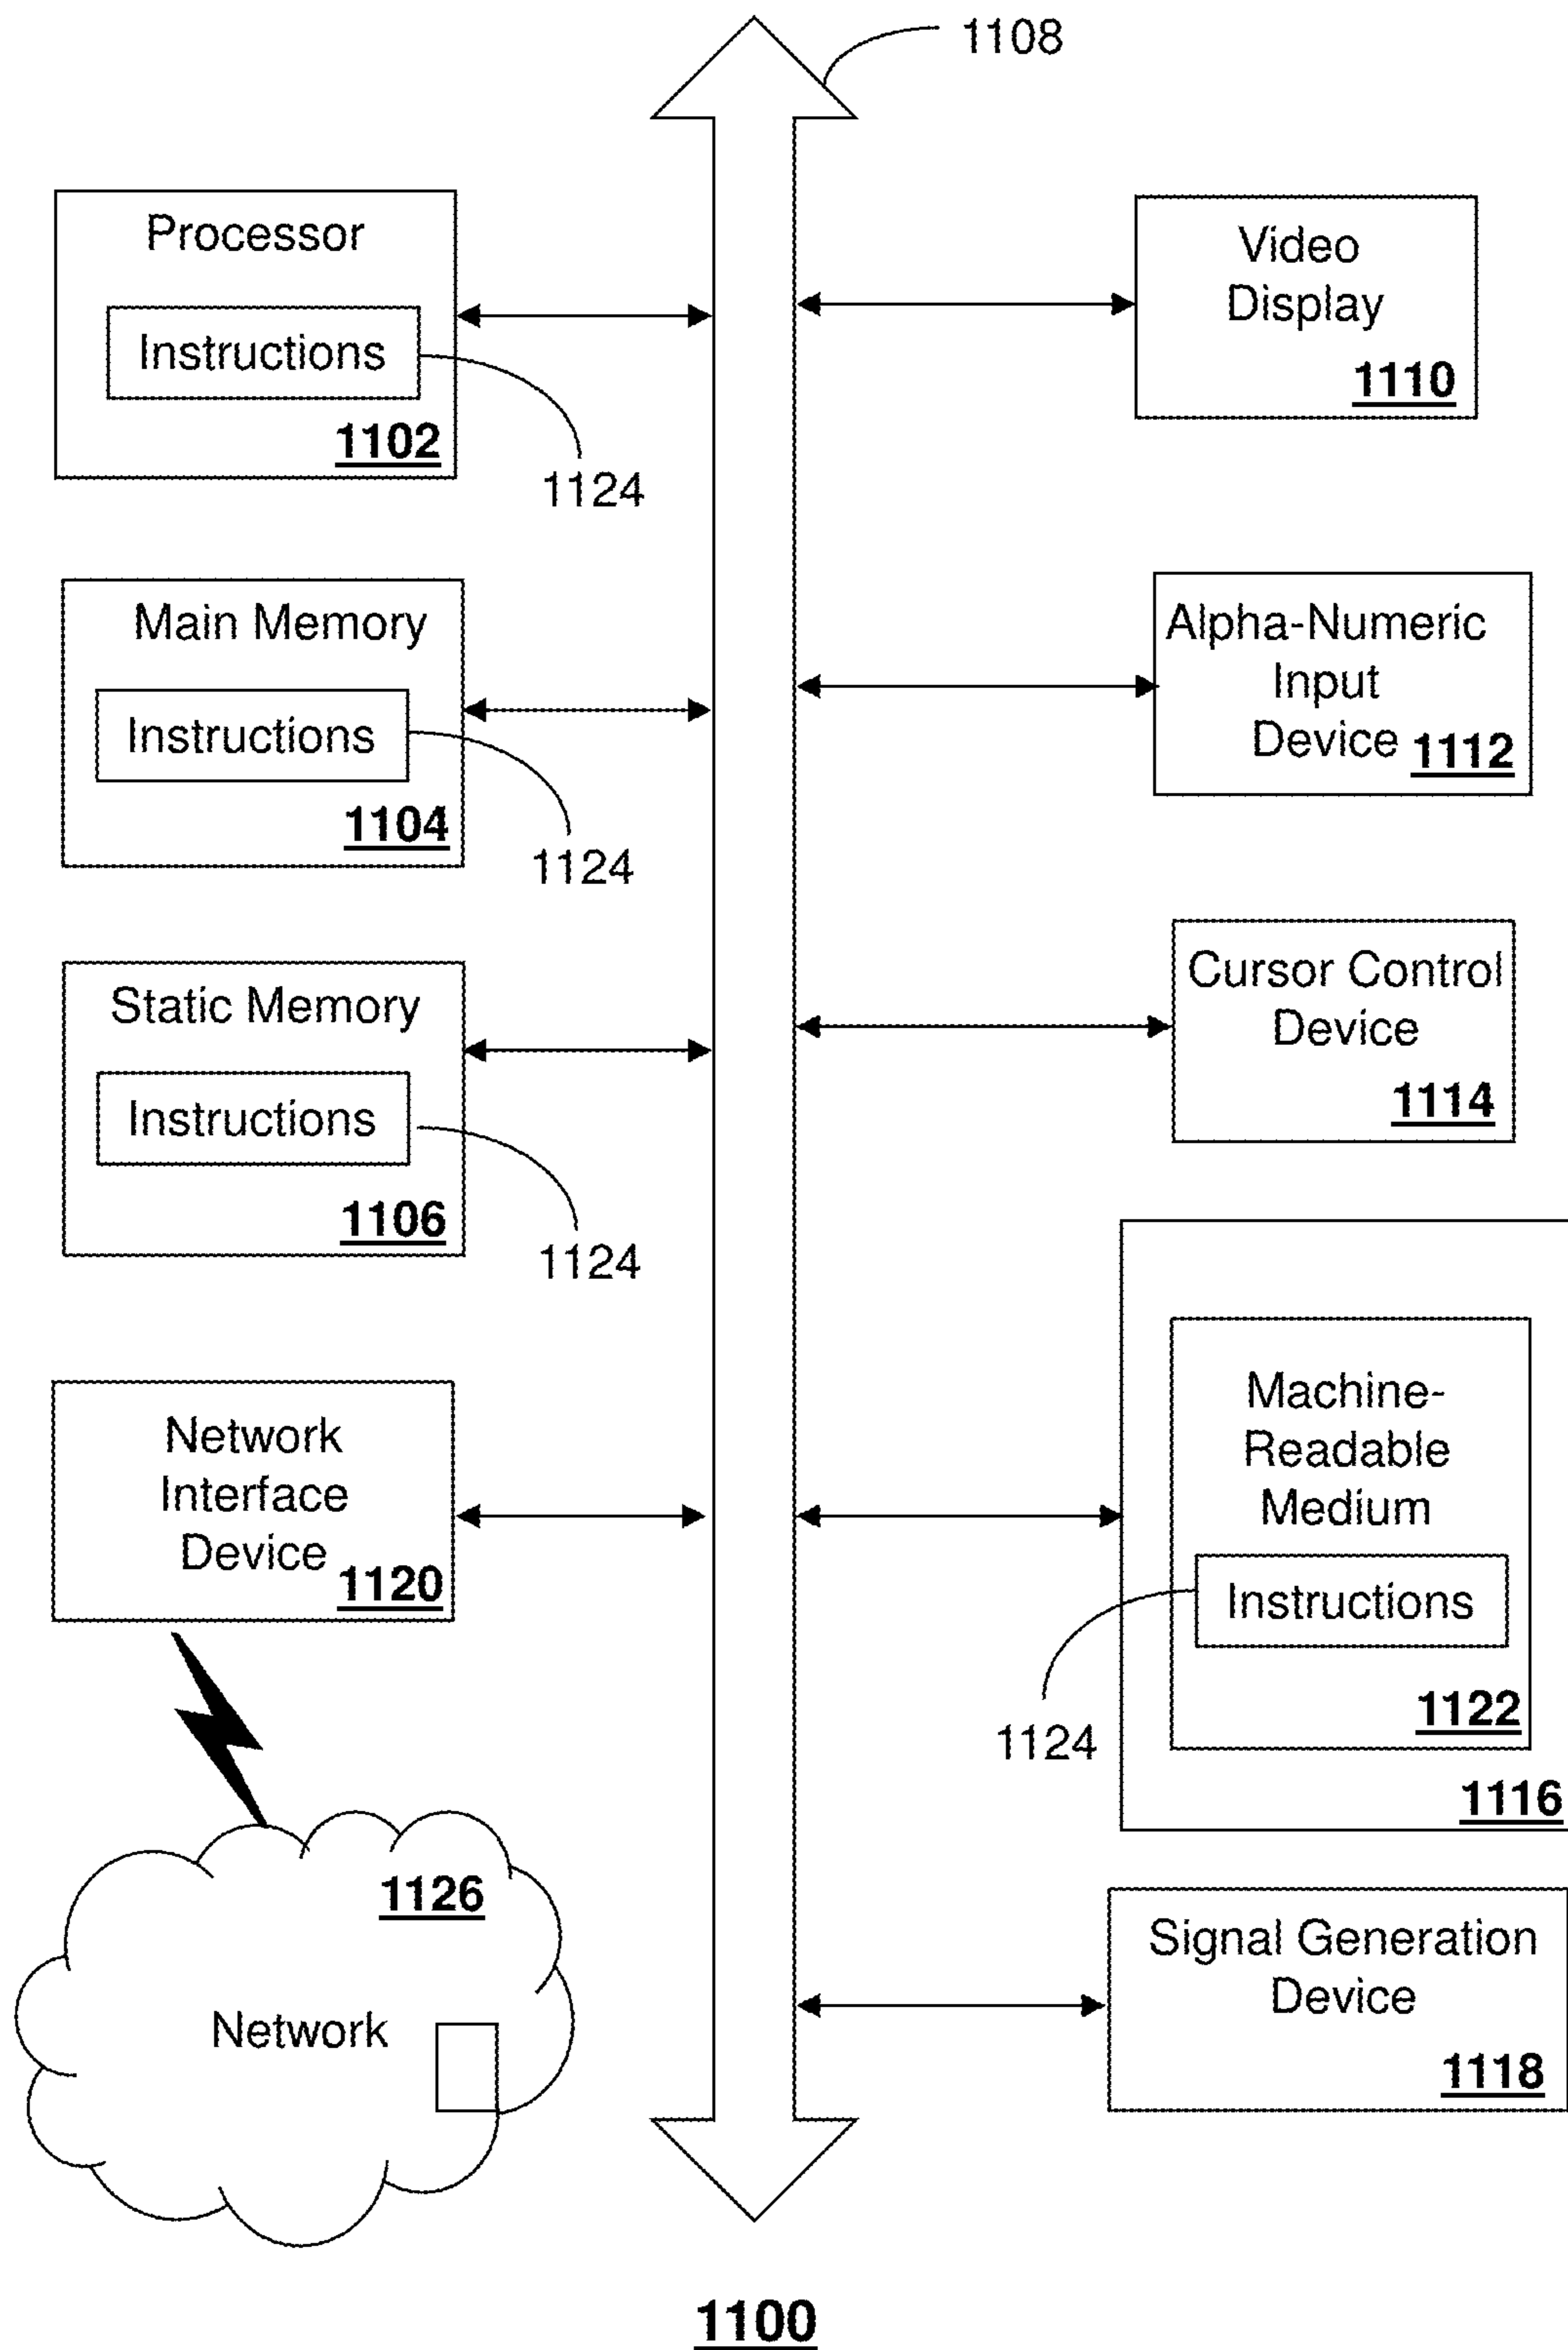 1108
Processor
Instructions
1102
1124
Main Memory
Instructions
1104
1124
Static Memory
Instructions
1106
1124
Network
Interface
Device
1120
1126
Network
Video
Display
1110
Alpha-Numeric
Input
Device
1112
Cursor Control
Device
1114
Machine-
Readable
Medium
Instructions
1124
1122
1116
Signal Generation
Device
1118
1100